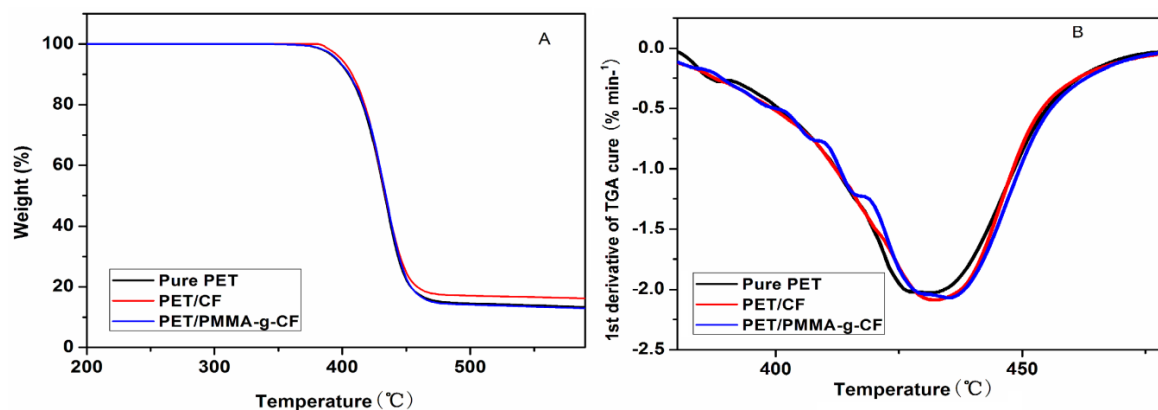 A
100
80
60
40
20
0
Weight (%)
Pure PET
PET/CF
PET/PMMA-g-CF
200
300
400
500
Temperature（℃）
B
0.0
-0.5
-1.0
-1.5
-2.0
-2.5
1st derivative of TGA cure (% min-¹)
Pure PET
PET/CF
PET/PMMA-g-CF
400
425
450
Temperature（℃）